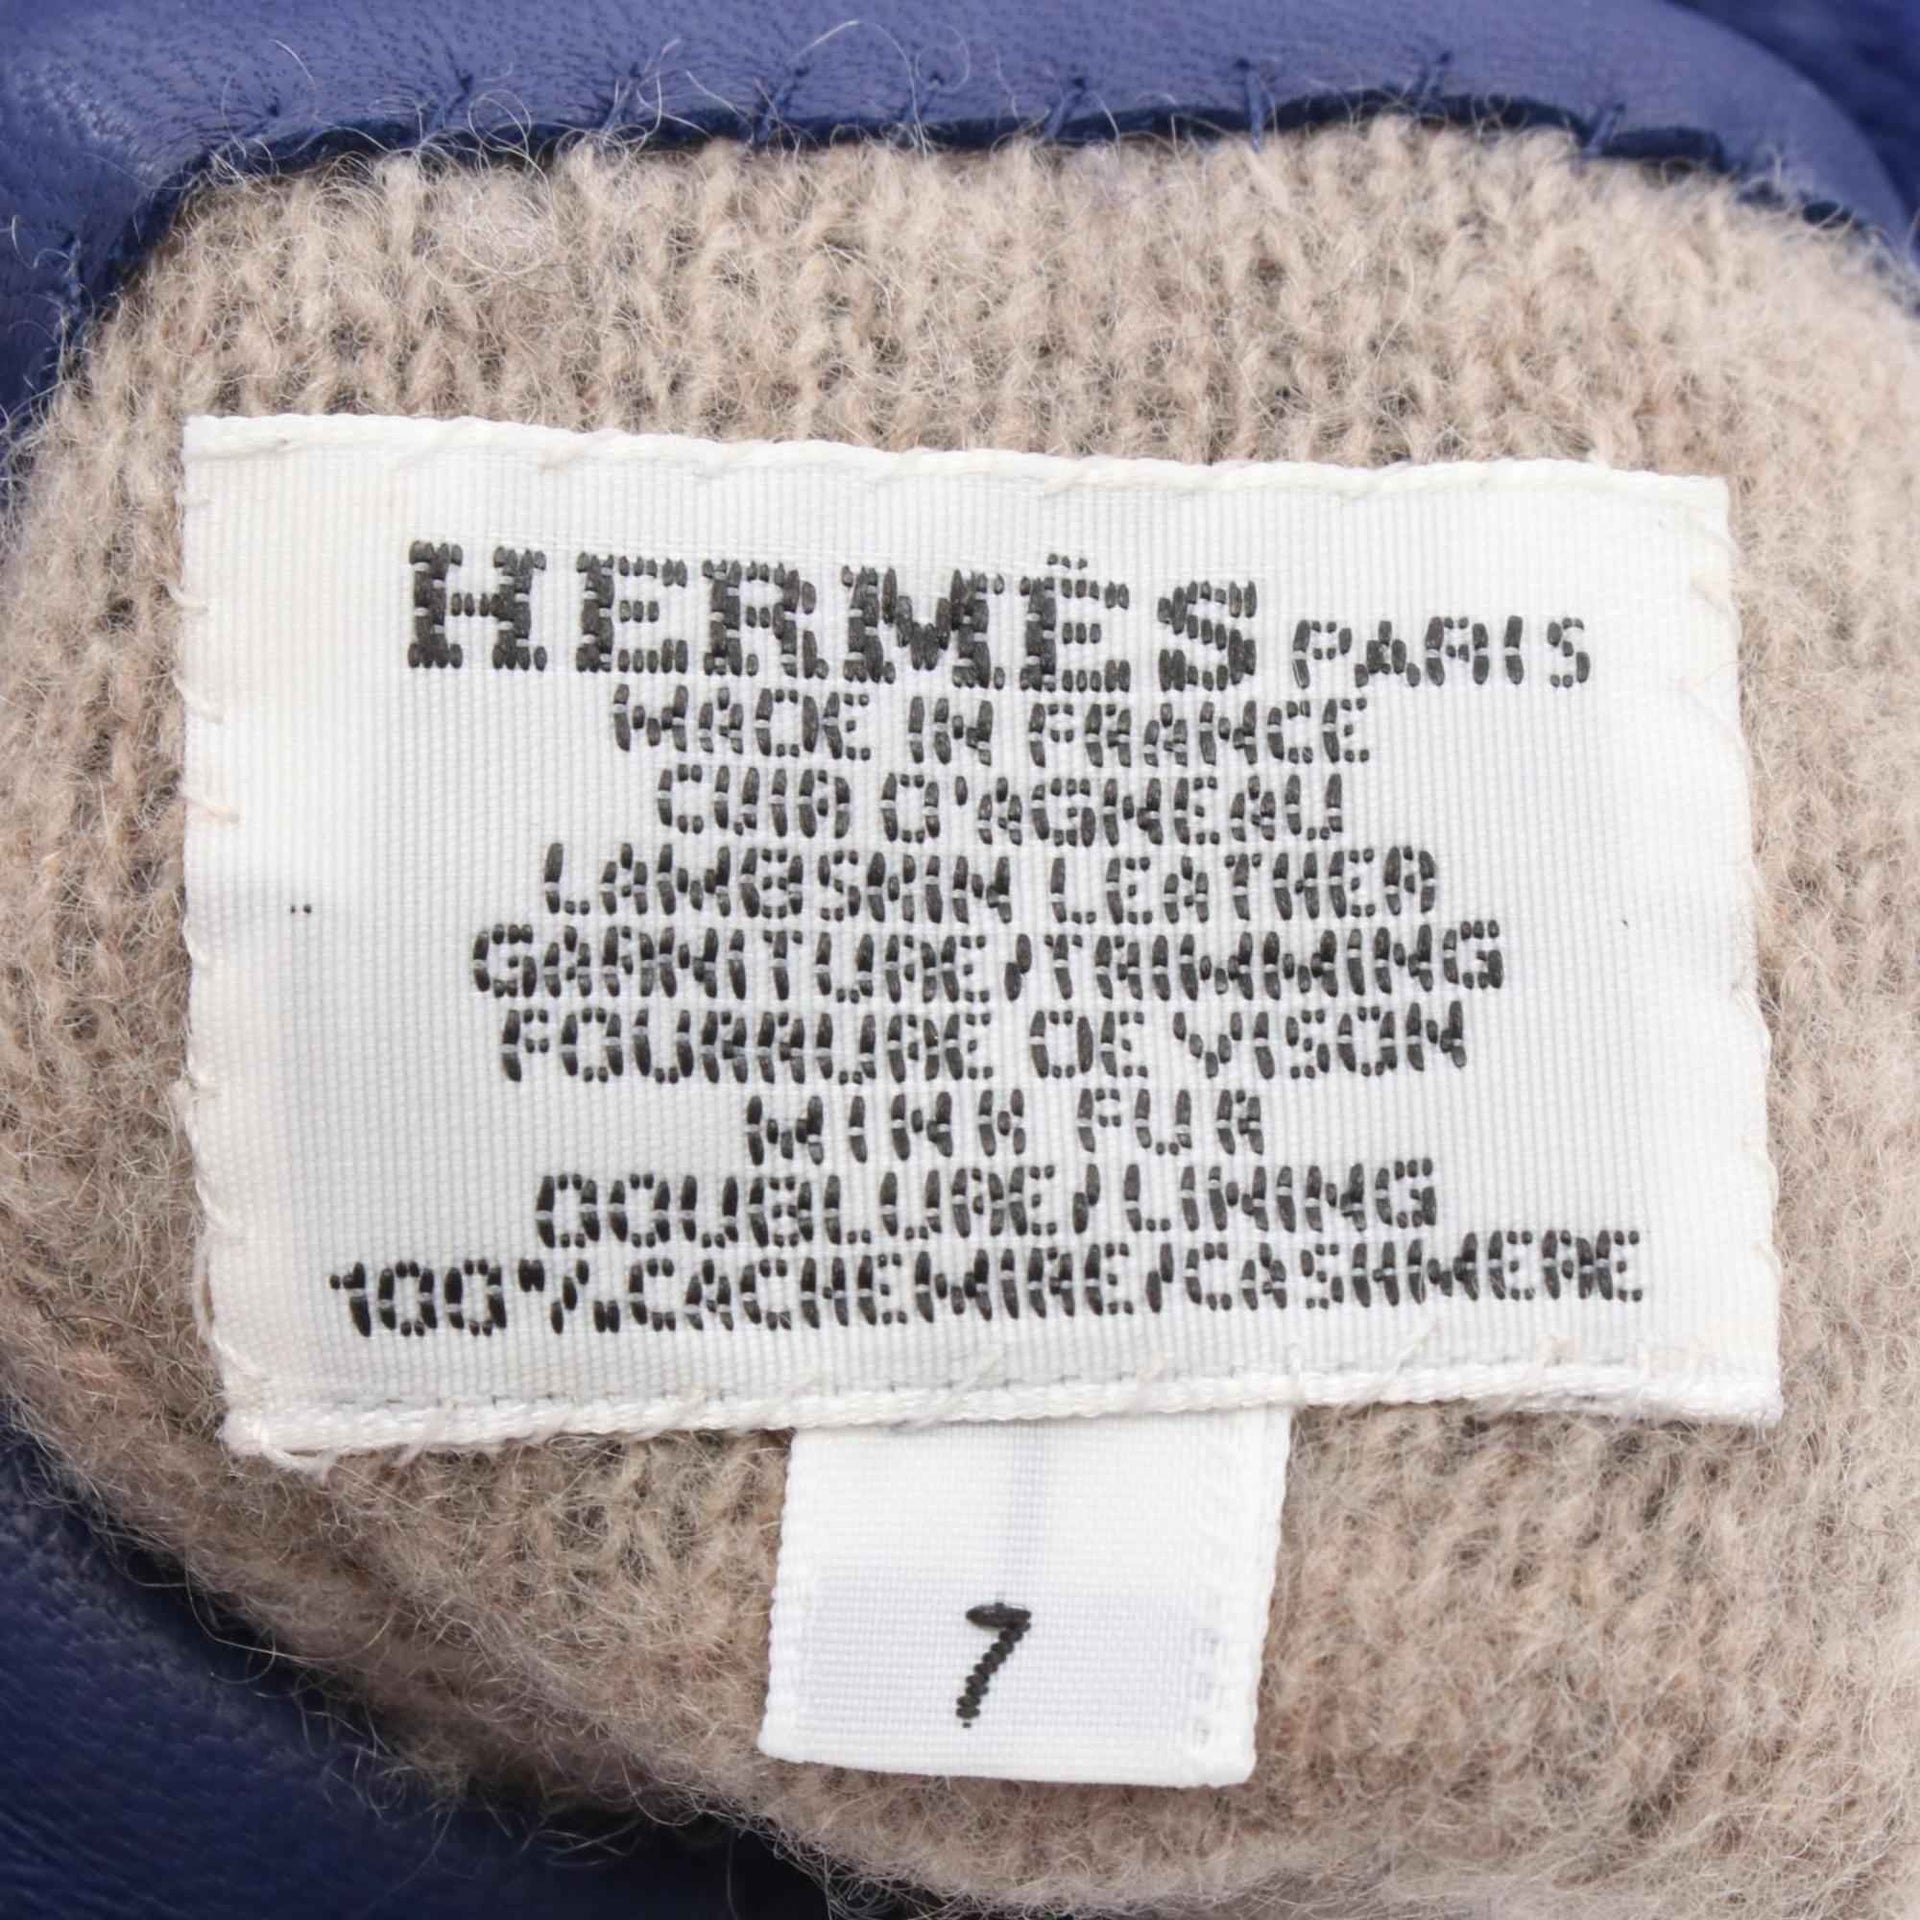 HERMÈS PARIS
MADE IN FRANCE
CUIR D'AGNEAU
LAMBSKIN LEATHER
GARNITURE/TRIMMING
FOURRURE DE VISON
MINK FUR
DOUBLURE/LINING
100%CACHEMIRE/CASHMERE
7